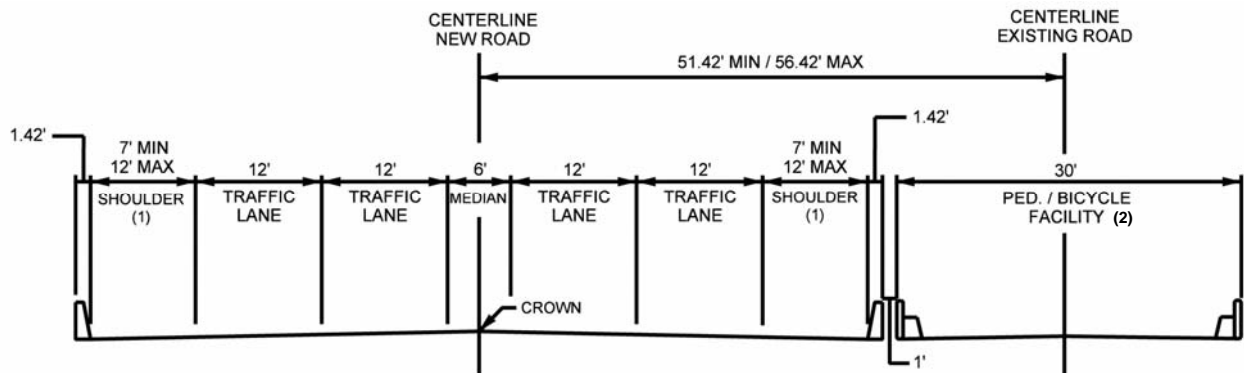 CENTERLINE
NEW ROAD
CENTERLINE
EXISTING ROAD
51.42' MIN / 56.42' MAX
1.42'
1.42'
7' MIN
12' MAX
12'
12'
6'
12'
12'
7' MIN
12' MAX
30'
SHOULDER
(1)
TRAFFIC
LANE
TRAFFIC
LANE
MEDIAN
TRAFFIC
LANE
TRAFFIC
LANE
SHOULDER
(1)
PED. / BICYCLE
FACILITY (2)
CROWN
1'